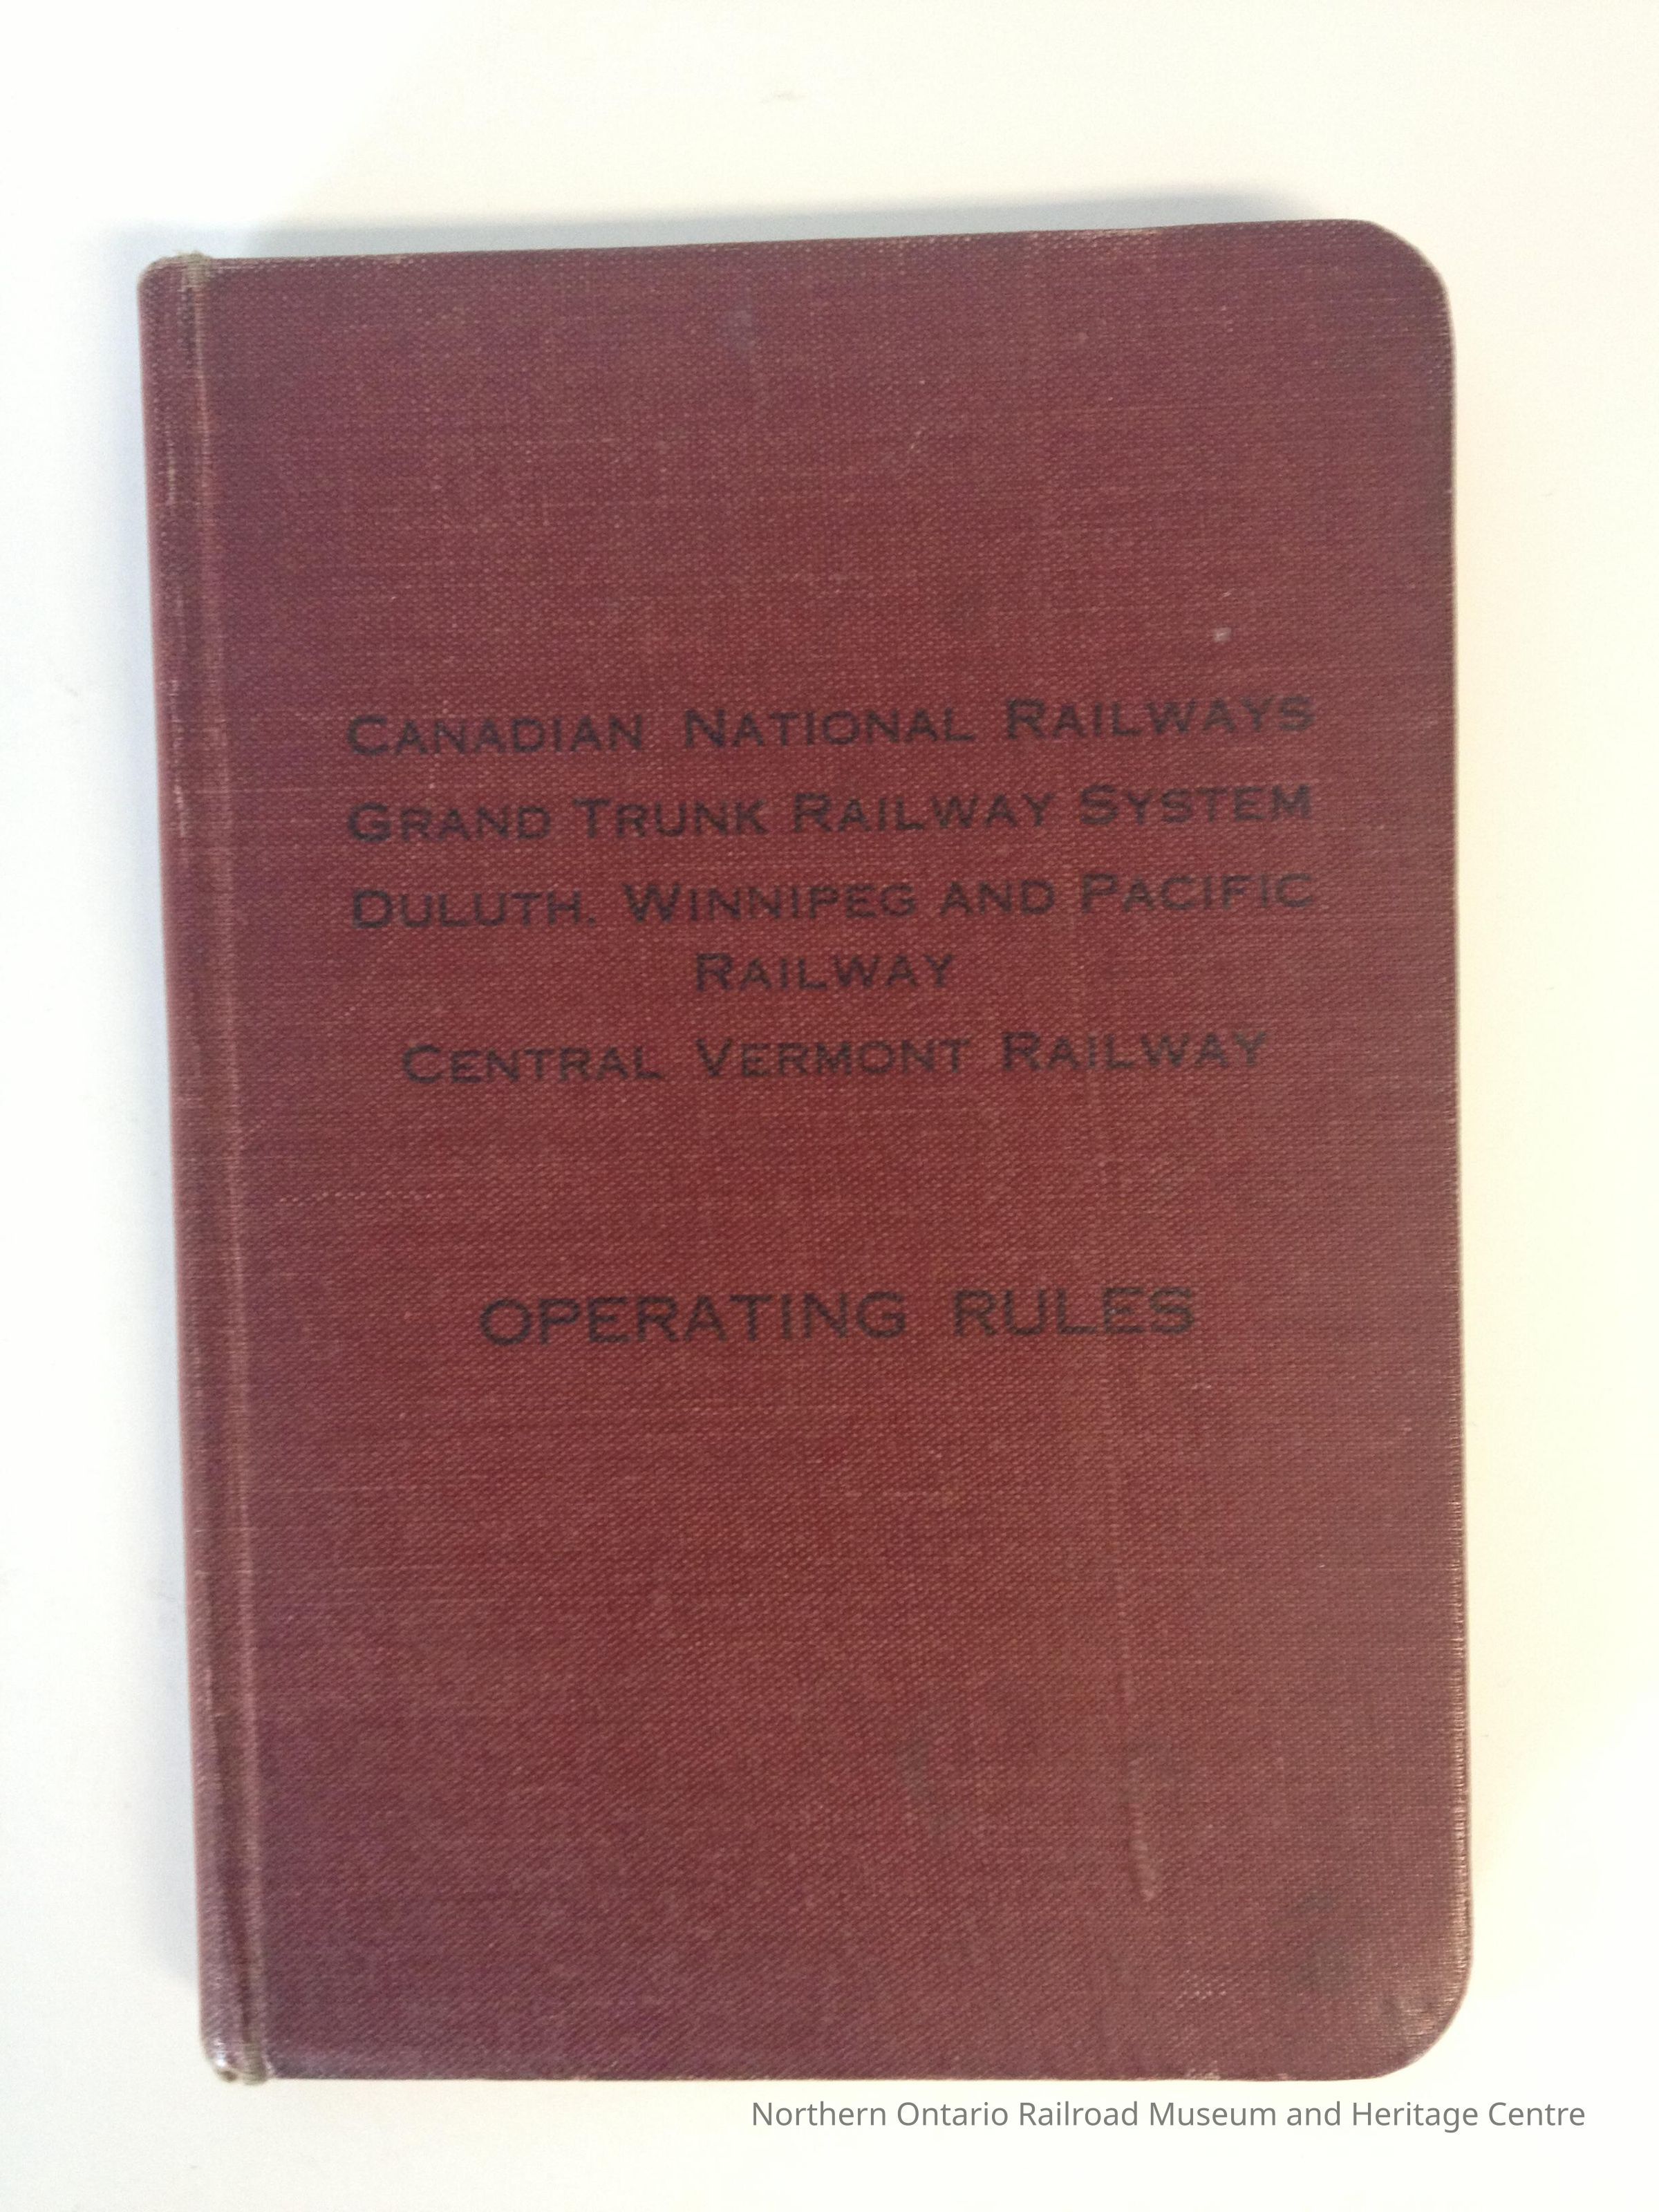 CANADIAN NATIONAL RAILWAYS
GRAND TRUNK RAILWAY SYSTEM
DULUTH, WINNIPEG AND PACIFIC
RAILWAY
CENTRAL VERMONT RAILWAY
OPERATING RULES
Northern Ontario Railroad Museum and Heritage Centre